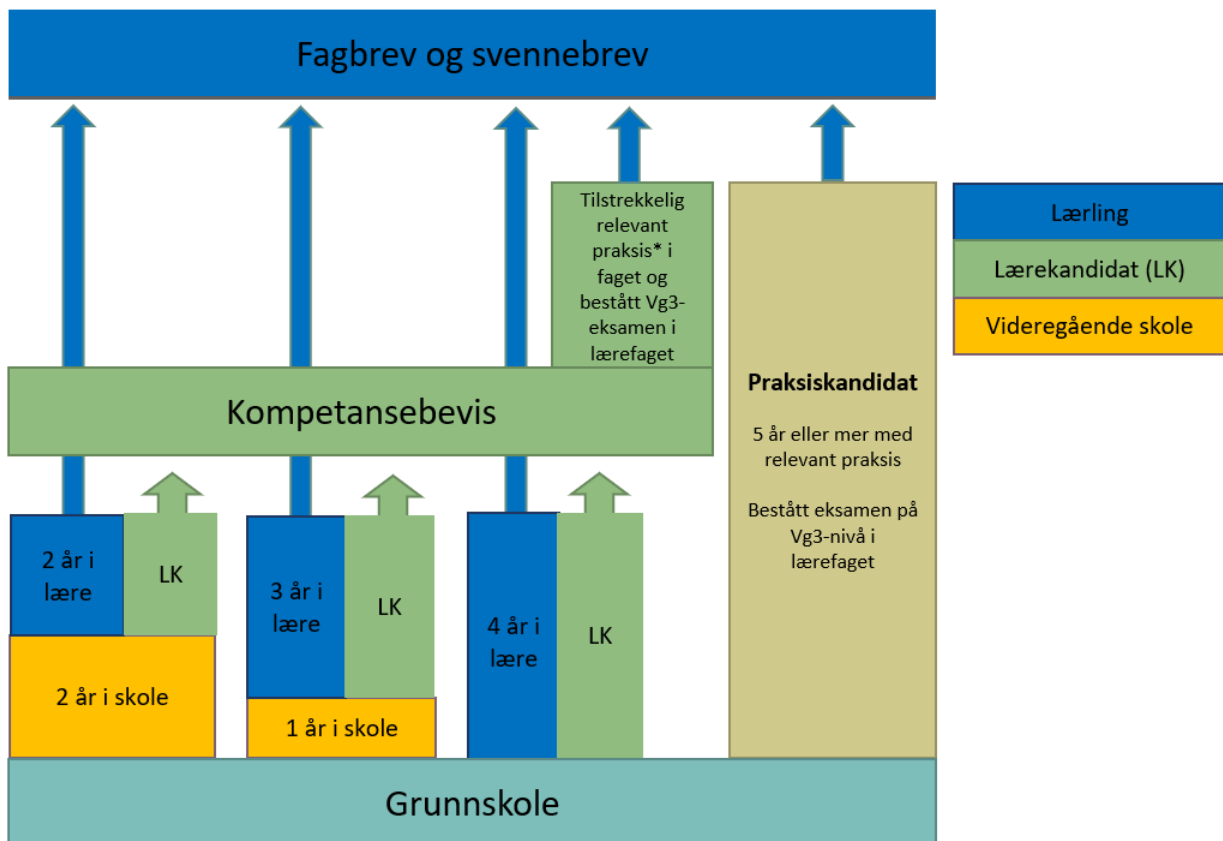 Fagbrev og svennebrev
Tilstrekkelig
relevant
praksis* i
faget og
bestått Vg3-
eksamen i
lærefaget
Lærling
Lærekandidat (LK)
Videregående skole
Praksiskandidat
5 år eller mer med
relevant praksis
Bestått eksamen på
Vg3-nivå i
lærefaget
Kompetansebevis
2 år i
lære
LK
2 år i skole
3 år i
lære
LK
1 år i skole
4 år i
lære
LK
Grunnskole